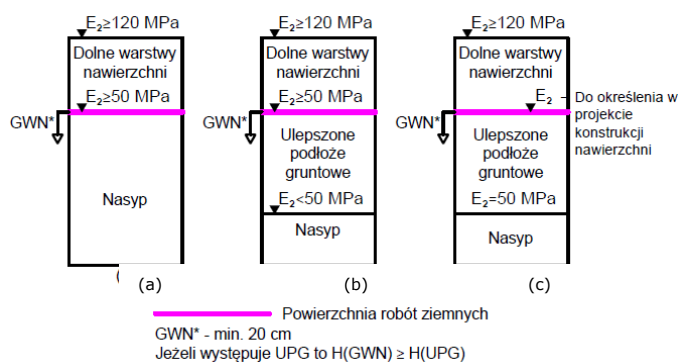 E₂≥120 MPa
Dolne warstwy
nawierzchni
E₂≥50 MPa
GWN*
Nasyp
(a)
E₂≥120 MPa
Dolne warstwy
nawierzchni
E₂≥50 MPa
GWN*
Ulepszone
podłoże
gruntowe
E₂<50 MPa
Nasyp
(b)
E₂≥120 MPa
Dolne warstwy
nawierzchni
E₂ - Do określenia w
projekcie
konstrukcji
nawierzchni
GWN*
Ulepszone
podłoże
gruntowe
E₂=50 MPa
Nasyp
(c)
Powierzchnia robót ziemnych
GWN* - min. 20 cm
Jeżeli występuje UPG to H(GWN) ≥ H(UPG)